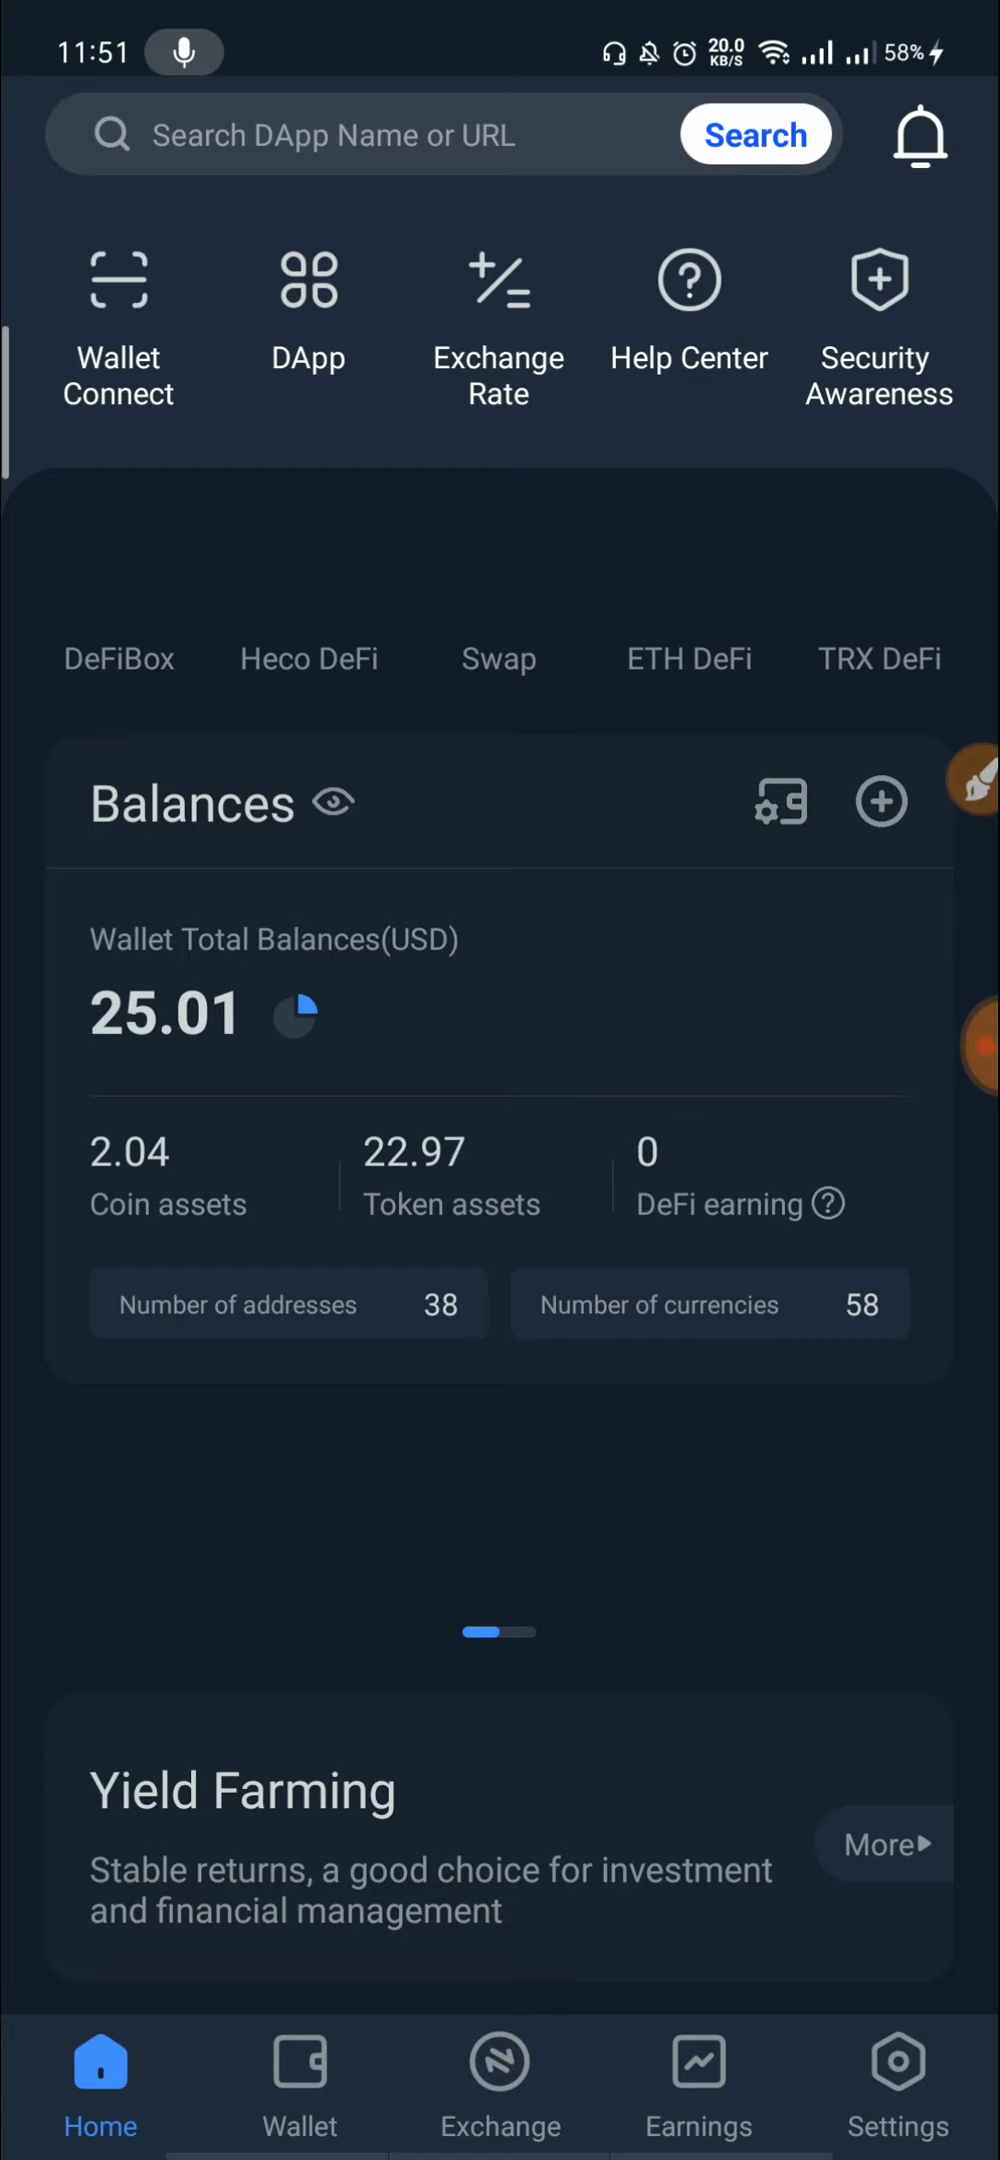 11:51
20.0
KB/S
58%
Search DApp Name or URL
Search
Wallet
Connect
DApp
Exchange
Rate
Help Center
Security
Awareness
DeFiBox
Heco DeFi
Swap
ETH DeFi
TRX DeFi
Balances
Wallet Total Balances(USD)
25.01
2.04
22.97
0
Coin assets
Token assets
DeFi earning
Number of addresses 38
Number of currencies 58
Yield Farming
More
Stable returns, a good choice for investment
and financial management
Home
Wallet
Exchange
Earnings
Settings